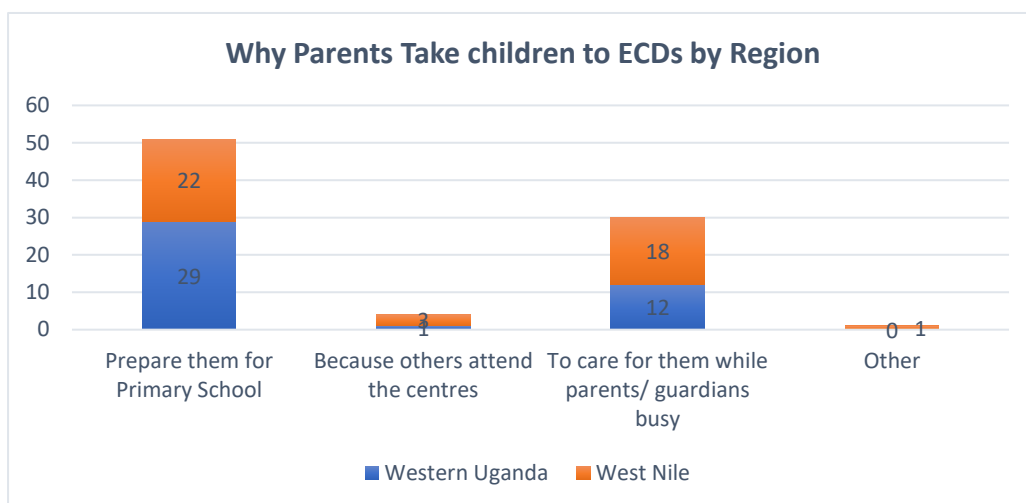 Why Parents Take children to ECDs by Region
60
50
40
30
20
10
0
22
29
3
1
18
12
0
1
Prepare them for
Primary School
Because others attend
the centres
To care for them while
parents/ guardians
busy
Other
Western Uganda
West Nile